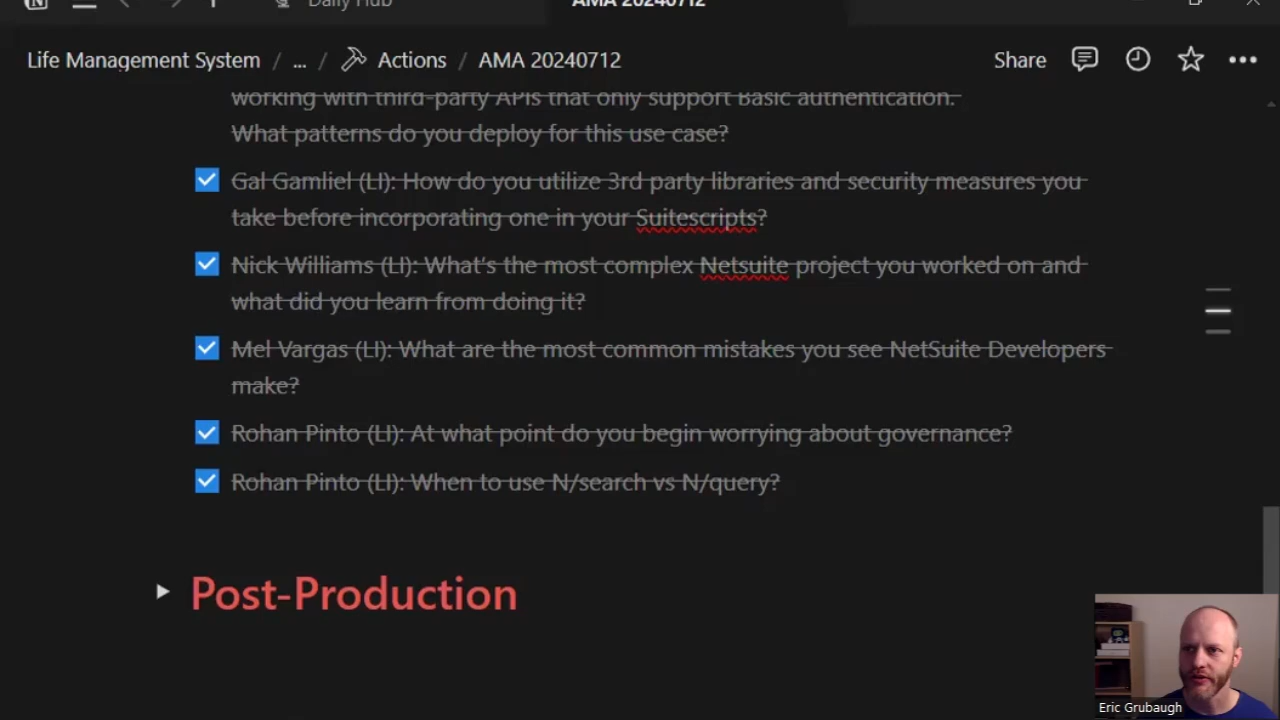 Daily Hub
AMA 20240712
Life Management System / ... / Actions / AMA 20240712
Share
working with third-party APIs that only support Basic authentication.
What patterns do you deploy for this use case?
Gal Gamliel (LI): How do you utilize 3rd party libraries and security measures you
take before incorporating one in your Suitescripts?
Nick Williams (LI): What's the most complex Netsuite project you worked on and
what did you learn from doing it?
Mel Vargas (LI): What are the most common mistakes you see NetSuite Developers
make?
Rohan Pinto (LI): At what point do you begin worrying about governance?
Rohan Pinto (LI): When to use N/search vs N/query?
Post-Production
Eric Grubaugh